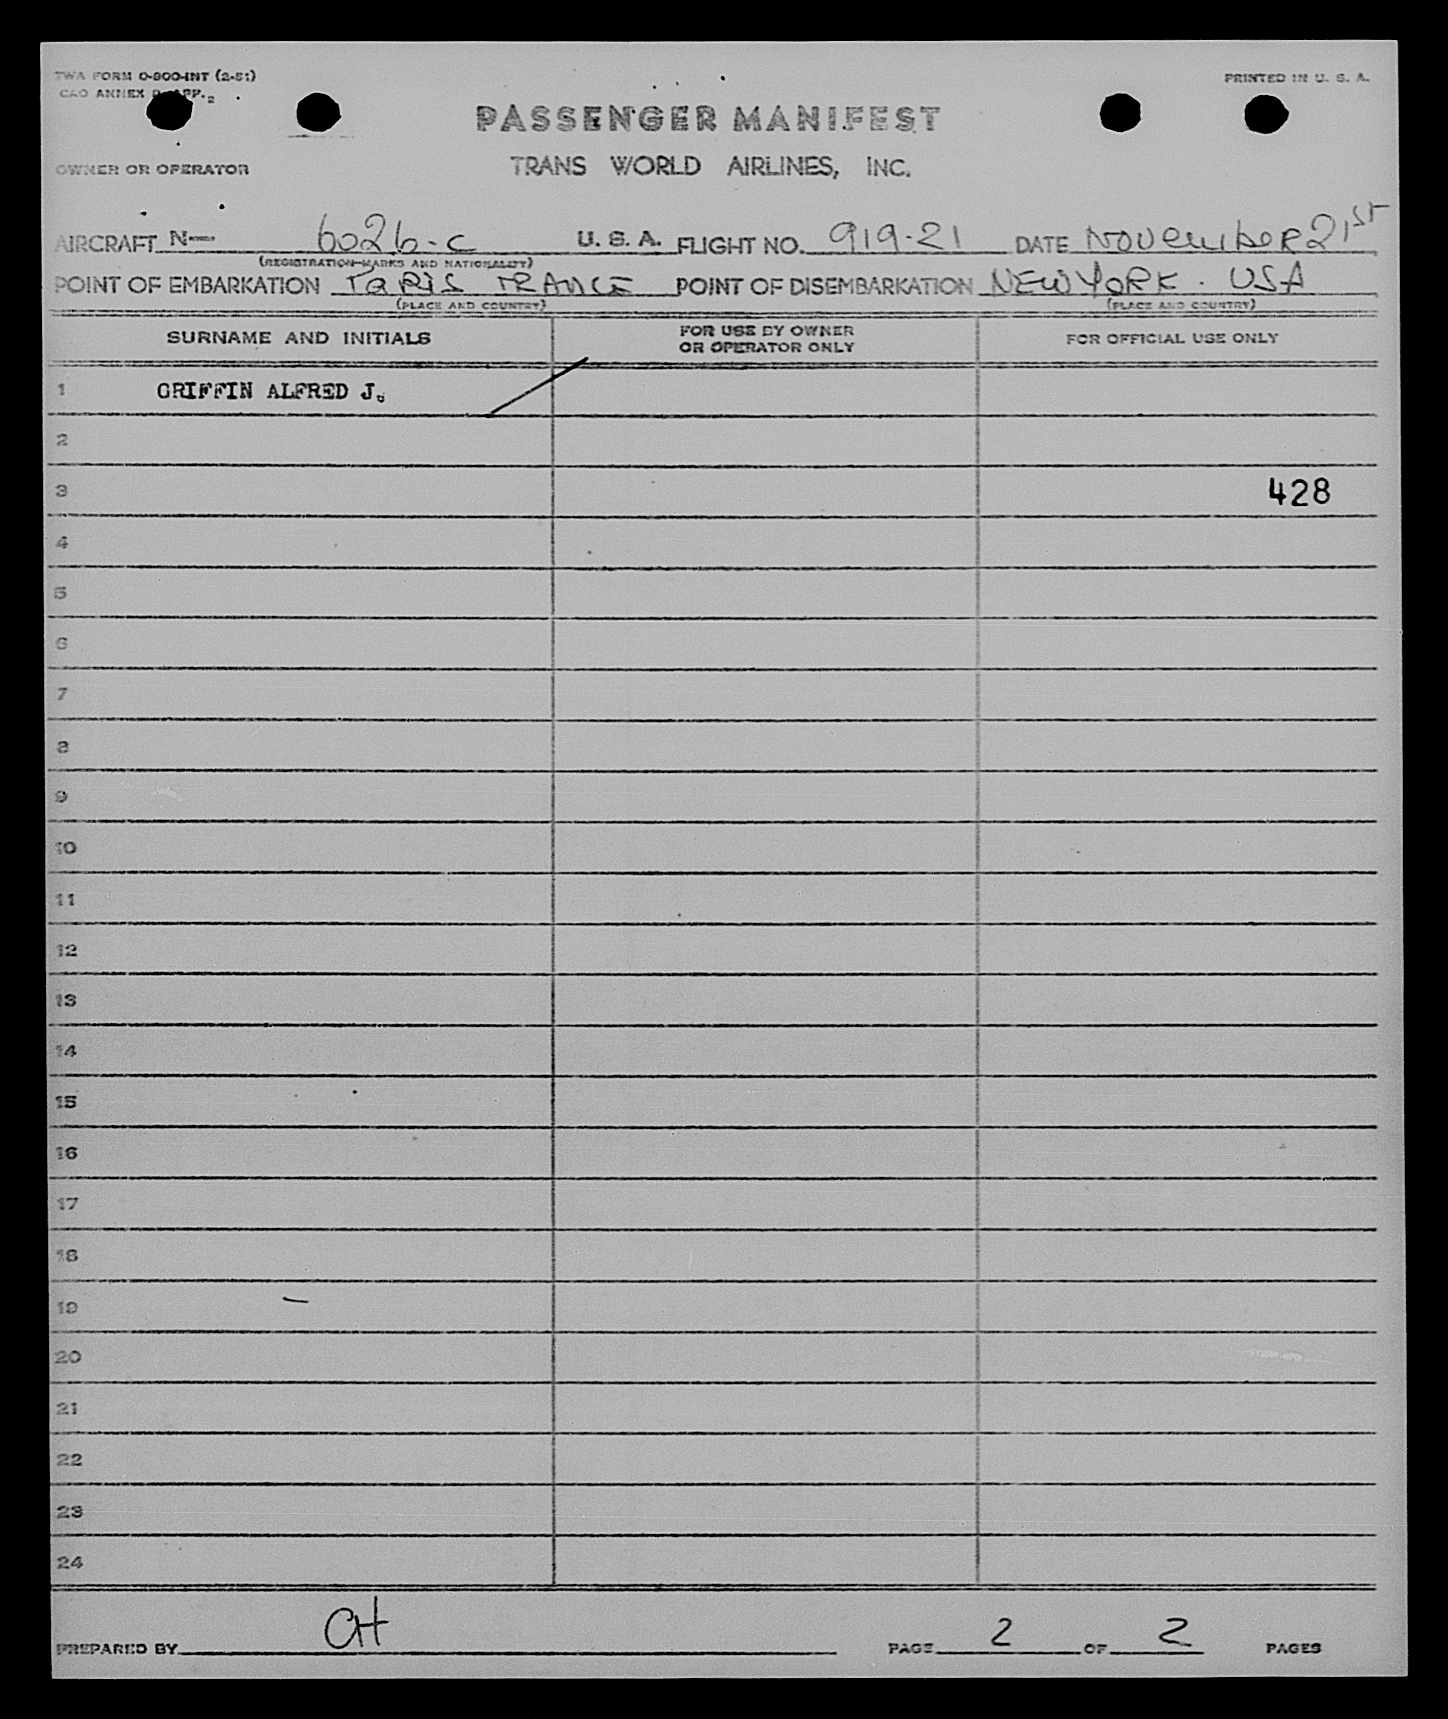 TWA FORM O-800-INT (2-51)
PRINTED IN U. S. A.
PASSENGER MANIFEST
OWNER OR OPERATOR
TRANS WORLD AIRLINES, INC.
AIRCRAFT N- 6026-C U. S. A. FLIGHT NO. 919-21 DATE November 21st
(REGISTRATION-MARKS AND NATIONALITY)
POINT OF EMBARKATION PARIS FRANCE POINT OF DISEMBARKATION NEW YORK . USA
(PLACE AND COUNTRY) (PLACE AND COUNTRY)
SURNAME AND INITIALS FOR USE BY OWNER OR OPERATOR ONLY FOR OFFICIAL USE ONLY
1 GRIFFIN ALFRED J.
2
3 428
4
5
6
7
8
9
10
11
12
13
14
15
16
17
18
19
20
21
22
23
24
PREPARED BY CH PAGE 2 OF 2 PAGES